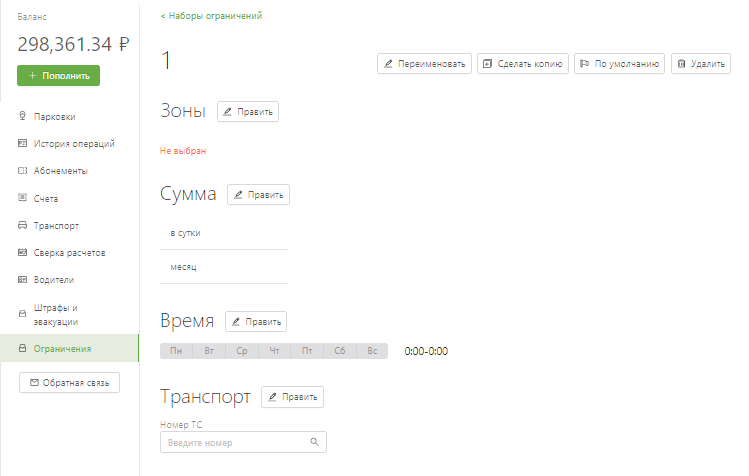 Баланс
298,361.34 ₽
+ Пополнить
Парковки
История операций
Абонементы
Счета
Транспорт
Сверка расчетов
Водители
Штрафы и
эвакуации
Ограничения
Обратная связь
< Наборы ограничений
1
Переименовать
Сделать копию
По умолчанию
Удалить
Зоны
Править
Не выбран
Сумма
Править
в сутки
месяц
Время
Править
Пн Вт Ср Чт Пт Сб Вс 0:00-0:00
Транспорт
Править
Номер ТС
Введите номер